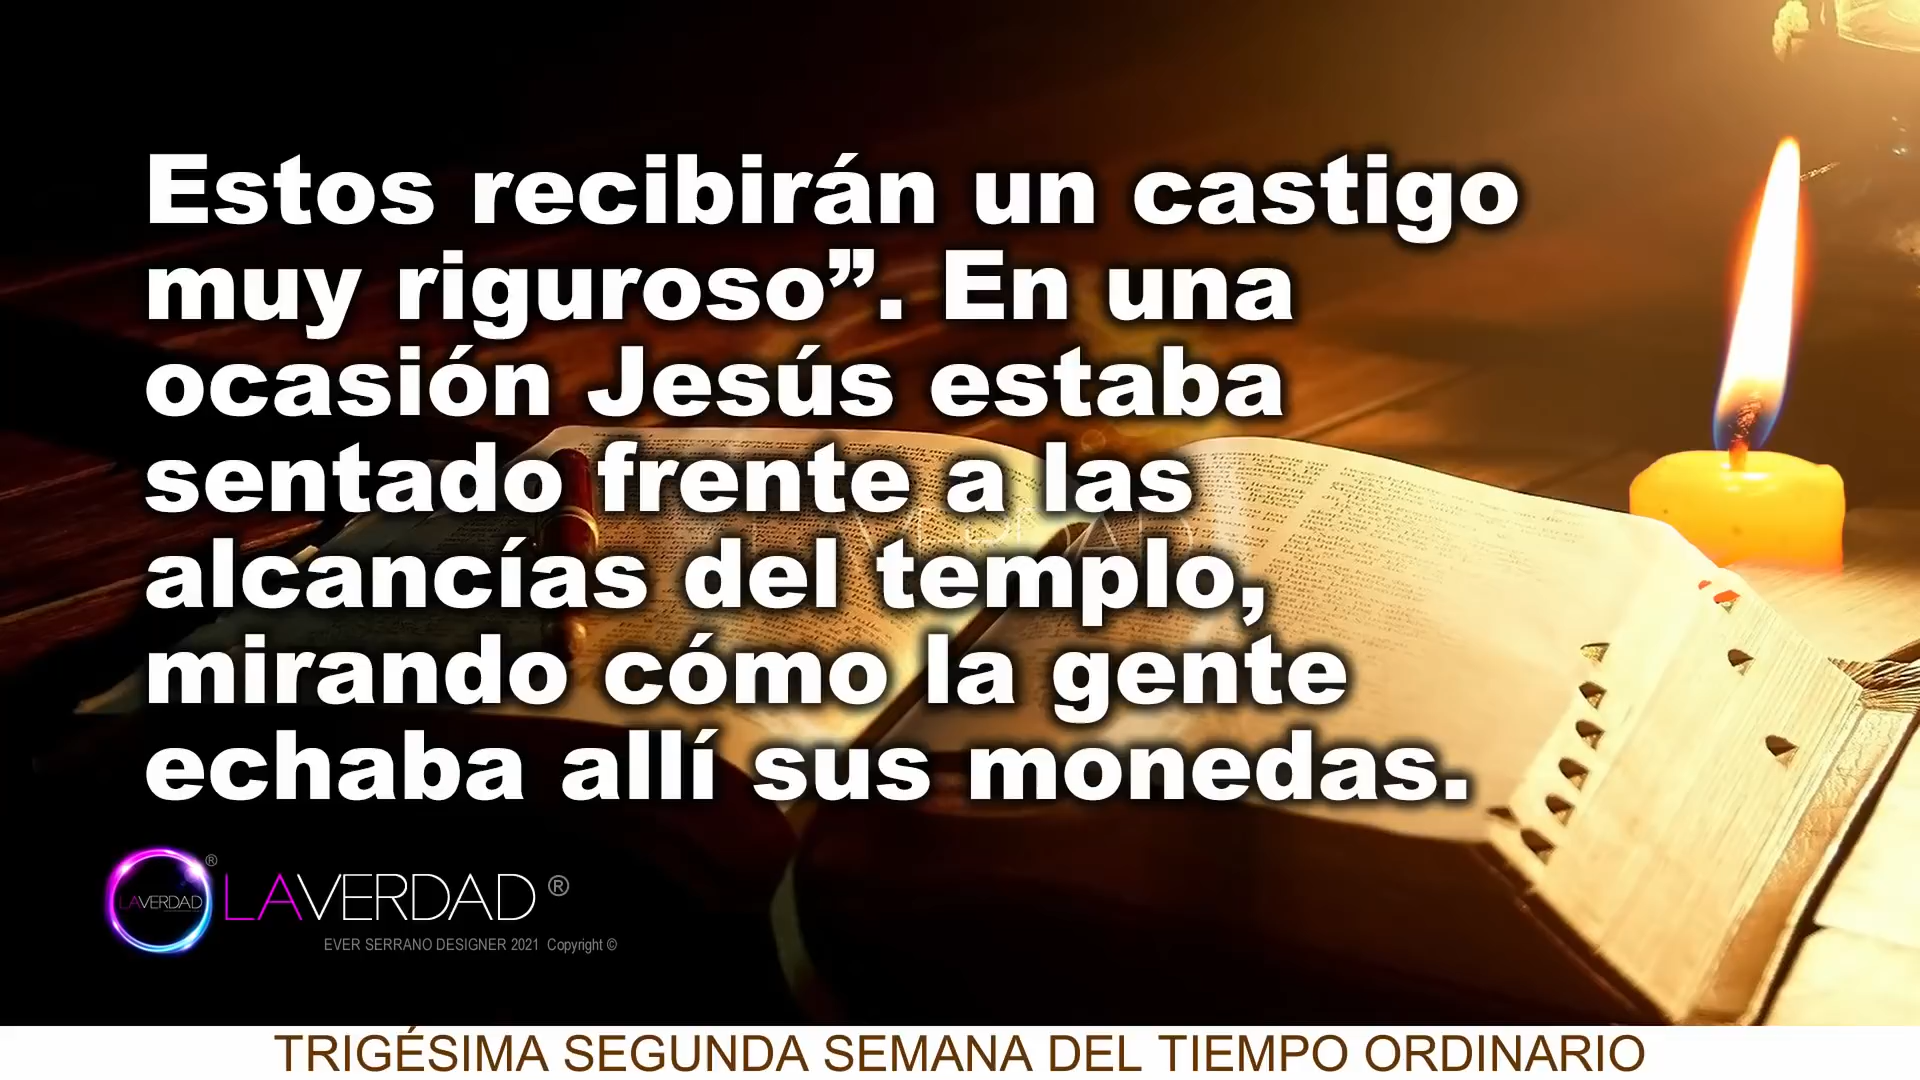 Estos recibirán un castigo
muy riguroso”. En una
ocasión Jesús estaba
sentado frente a las
alcancías del templo,
mirando cómo la gente
echaba allí sus monedas.
LAVERDAD ®
LAVERDAD ®
EVER SERRANO DESIGNER 2021 Copyright ©
TRIGÉSIMA SEGUNDA SEMANA DEL TIEMPO ORDINARIO